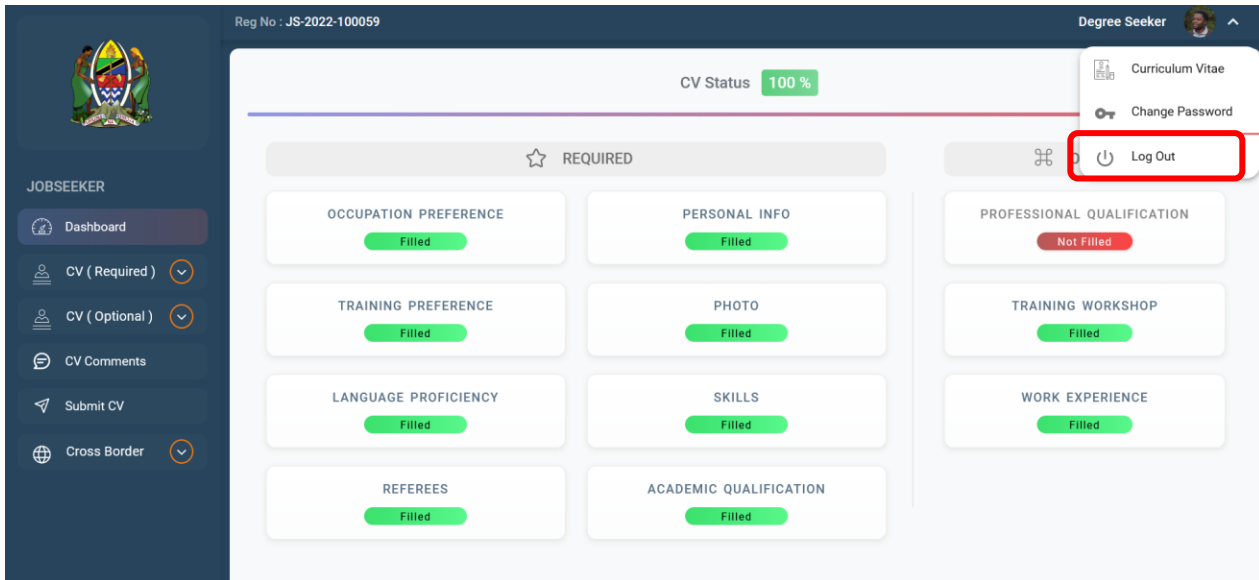 Reg No : JS-2022-100059
Degree Seeker
Curriculum Vitae
Change Password
Log Out
JOBSEEKER
Dashboard
CV ( Required )
CV ( Optional )
CV Comments
Submit CV
Cross Border
CV Status 100 %
REQUIRED
OCCUPATION PREFERENCE
Filled
PERSONAL INFO
Filled
TRAINING PREFERENCE
Filled
PHOTO
Filled
LANGUAGE PROFICIENCY
Filled
SKILLS
Filled
REFEREES
Filled
ACADEMIC QUALIFICATION
Filled
PROFESSIONAL QUALIFICATION
Not Filled
TRAINING WORKSHOP
Filled
WORK EXPERIENCE
Filled